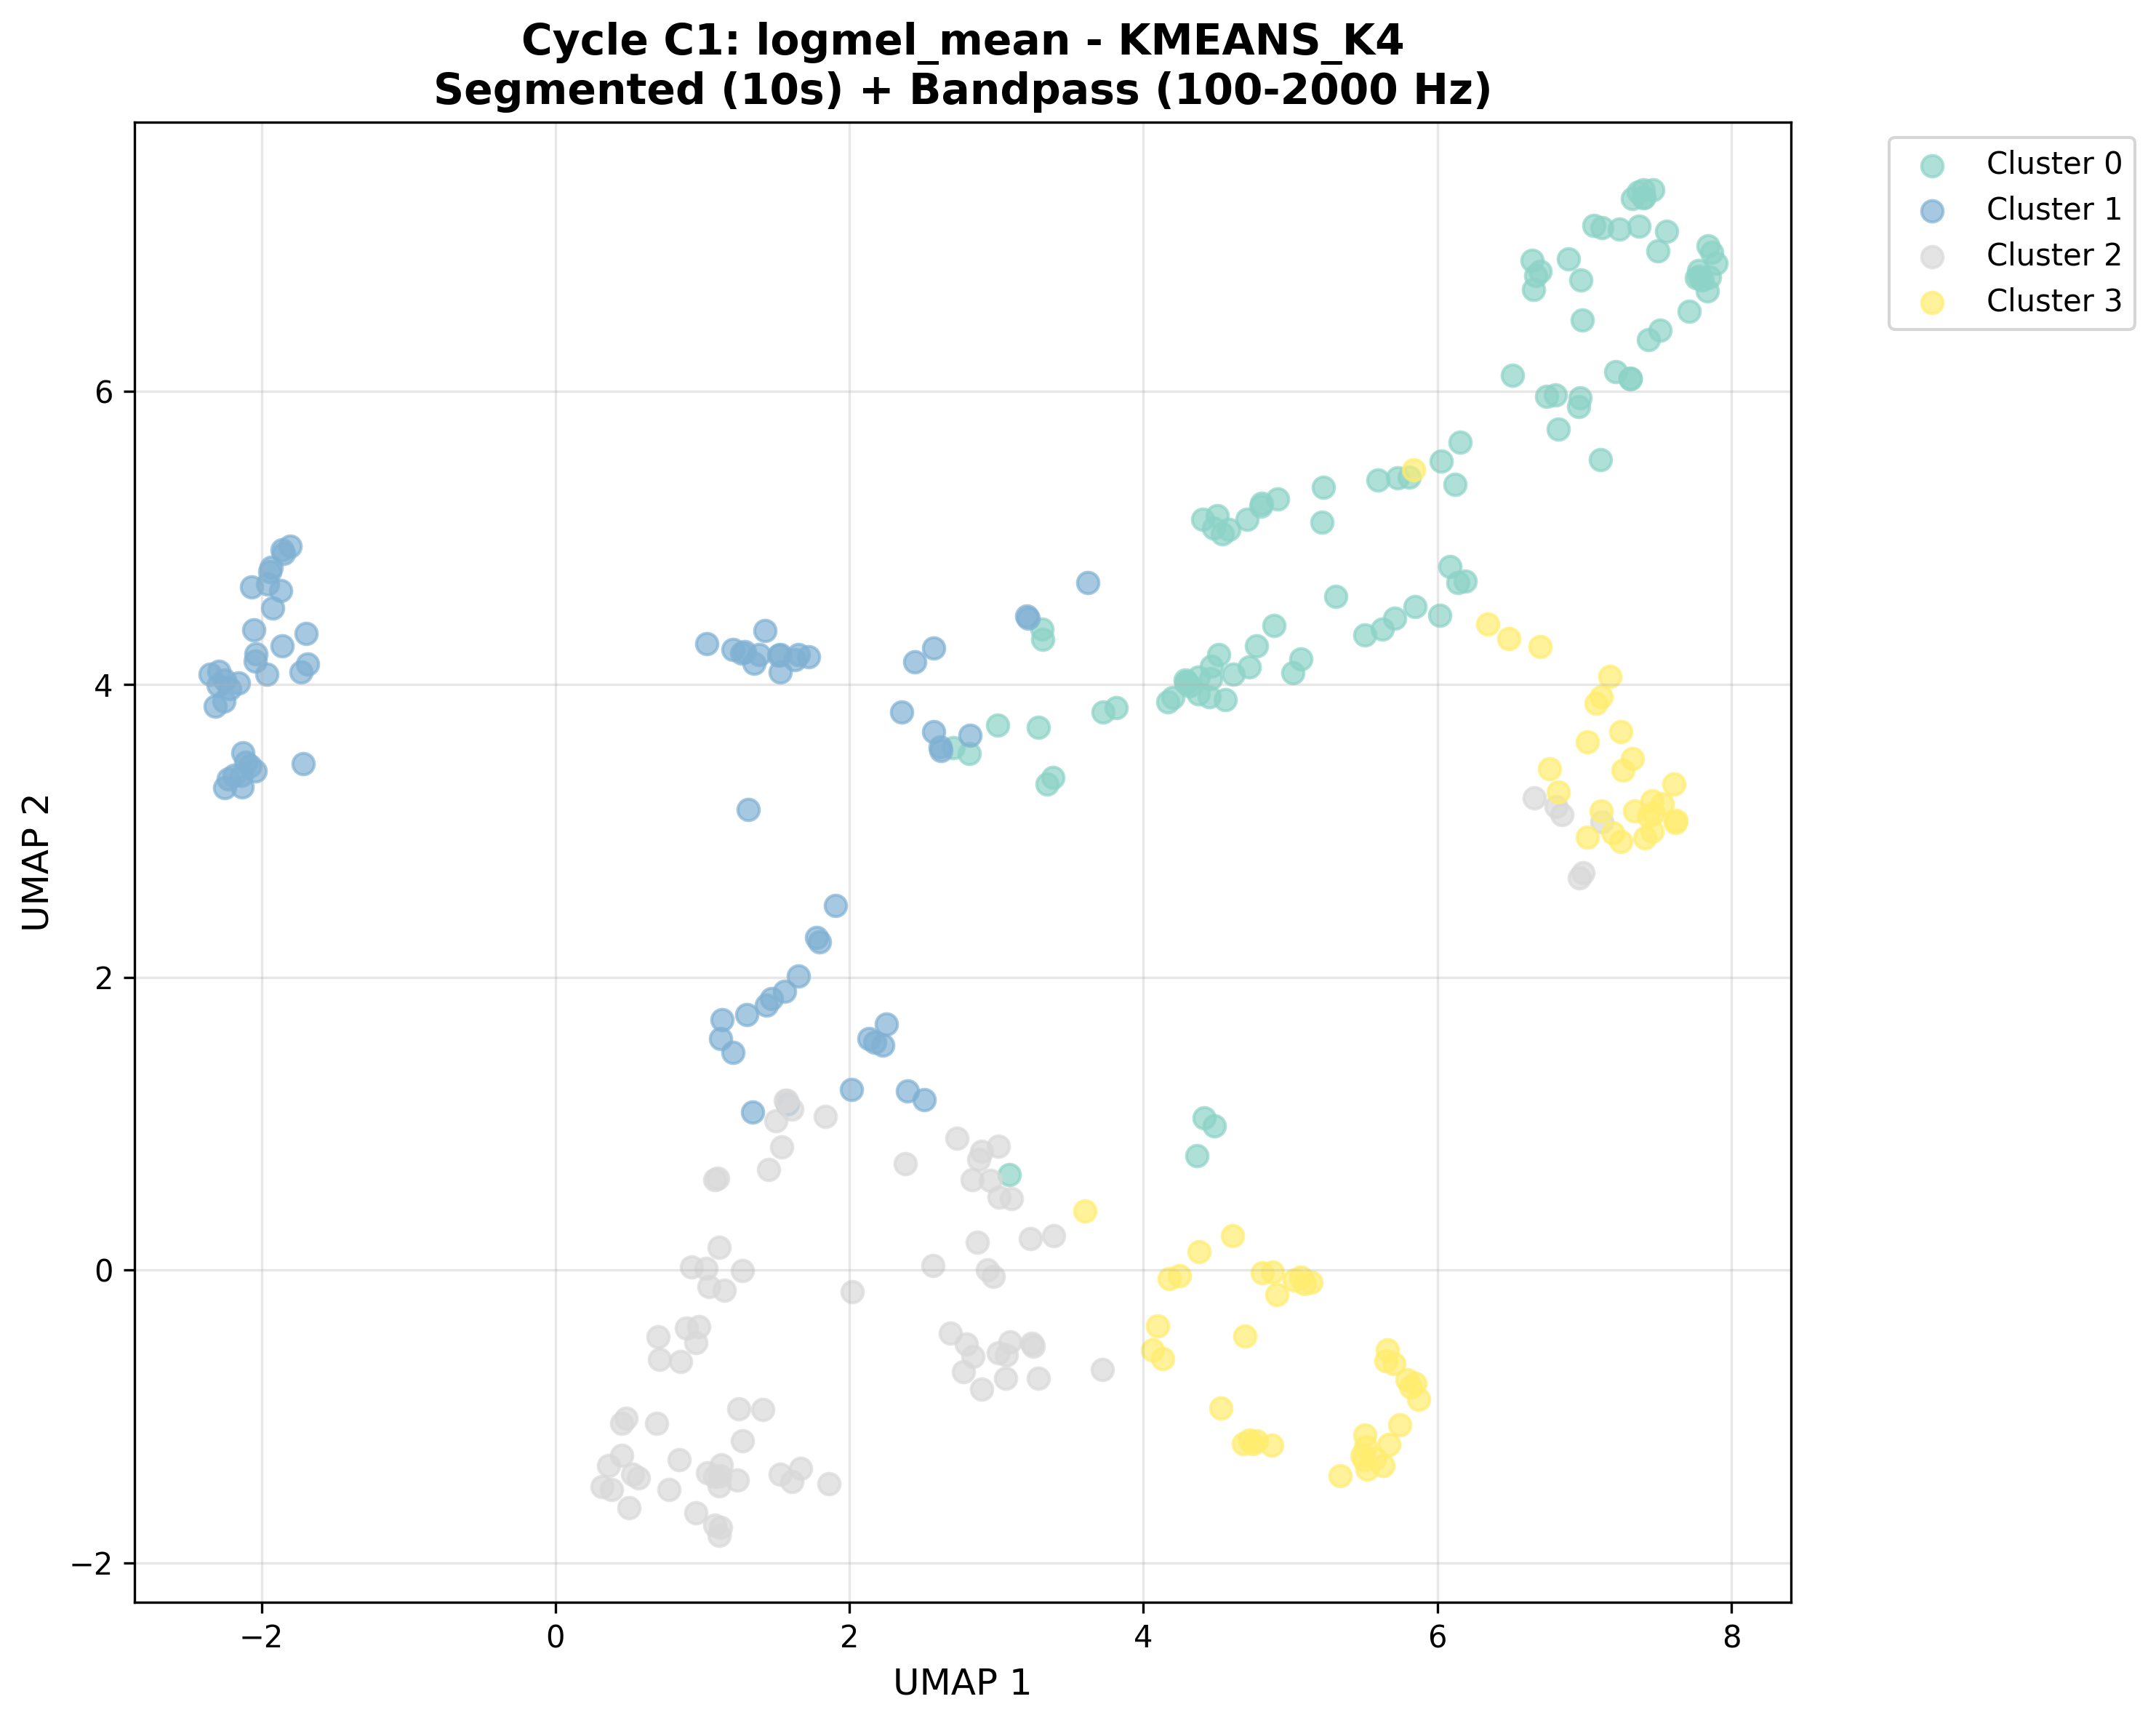 Cycle C1: logmel_mean - KMEANS_K4
Segmented (10s) + Bandpass (100-2000 Hz)
Cluster 0
Cluster 1
Cluster 2
Cluster 3
6
4
2
0
−2
UMAP 2
−2
0
2
4
6
8
UMAP 1